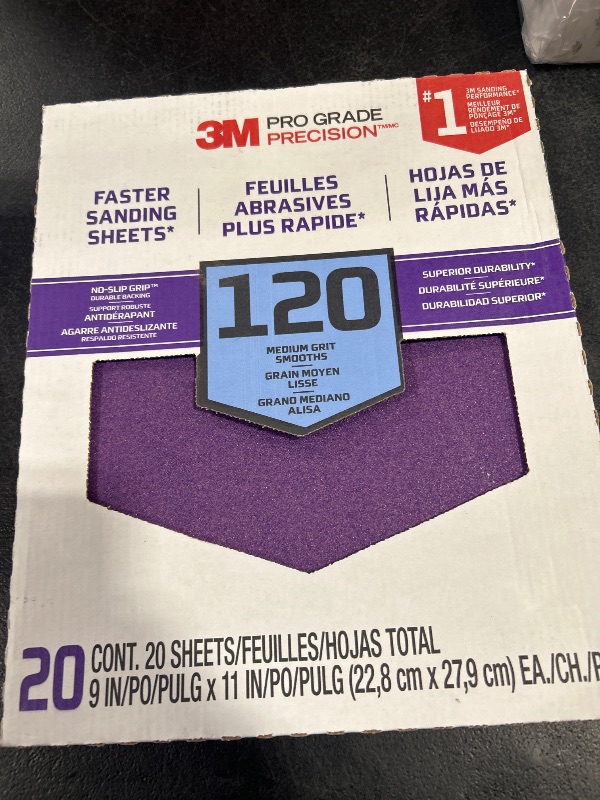 3M PRO GRADE
PRECISION™/MC
#1
3M SANDING
PERFORMANCE*
MEILLEUR
RENDEMENT DE
PONÇAGE 3M*
DESEMPEÑO DE
LIJADO 3M*
FASTER
SANDING
SHEETS*
FEUILLES
ABRASIVES
PLUS RAPIDE*
HOJAS DE
LIJA MÁS
RÁPIDAS*
NO-SLIP GRIP™
DURABLE BACKING
SUPPORT ROBUSTE
ANTIDÉRAPANT
AGARRE ANTIDESLIZANTE
RESPALDO RESISTENTE
120
MEDIUM GRIT
SMOOTHS
GRAIN MOYEN
LISSE
GRANO MEDIANO
ALISA
SUPERIOR DURABILITY*
DURABILITÉ SUPÉRIEURE*
DURABILIDAD SUPERIOR*
20 CONT. 20 SHEETS/FEUILLES/HOJAS TOTAL
9 IN/PO/PULG x 11 IN/PO/PULG (22,8 cm x 27,9 cm) EA./CH./